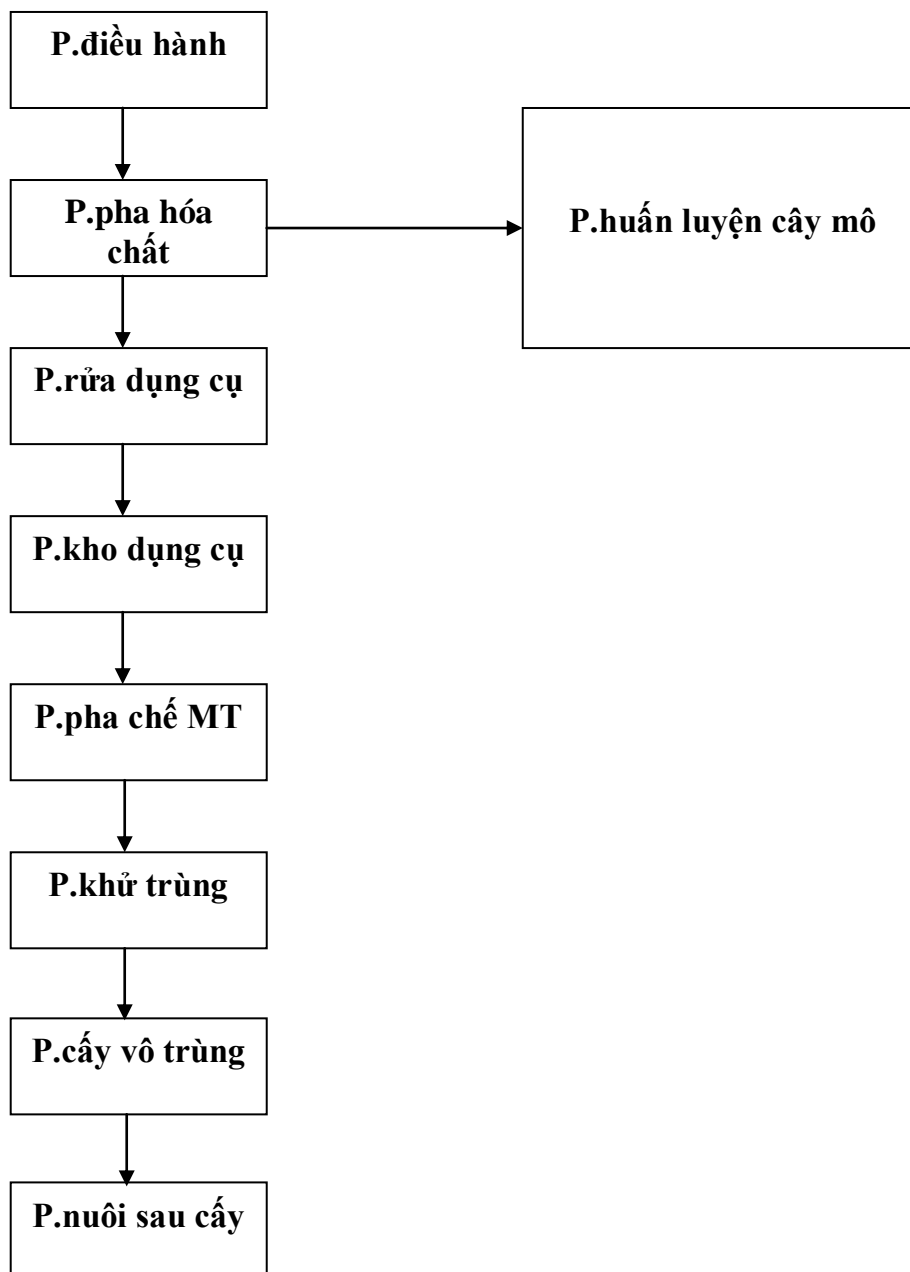 P.điều hành
P.pha hóa
chất
P.huấn luyện cây mô
P.rửa dụng cụ
P.kho dụng cụ
P.pha chế MT
P.khử trùng
P.cấy vô trùng
P.nuôi sau cấy